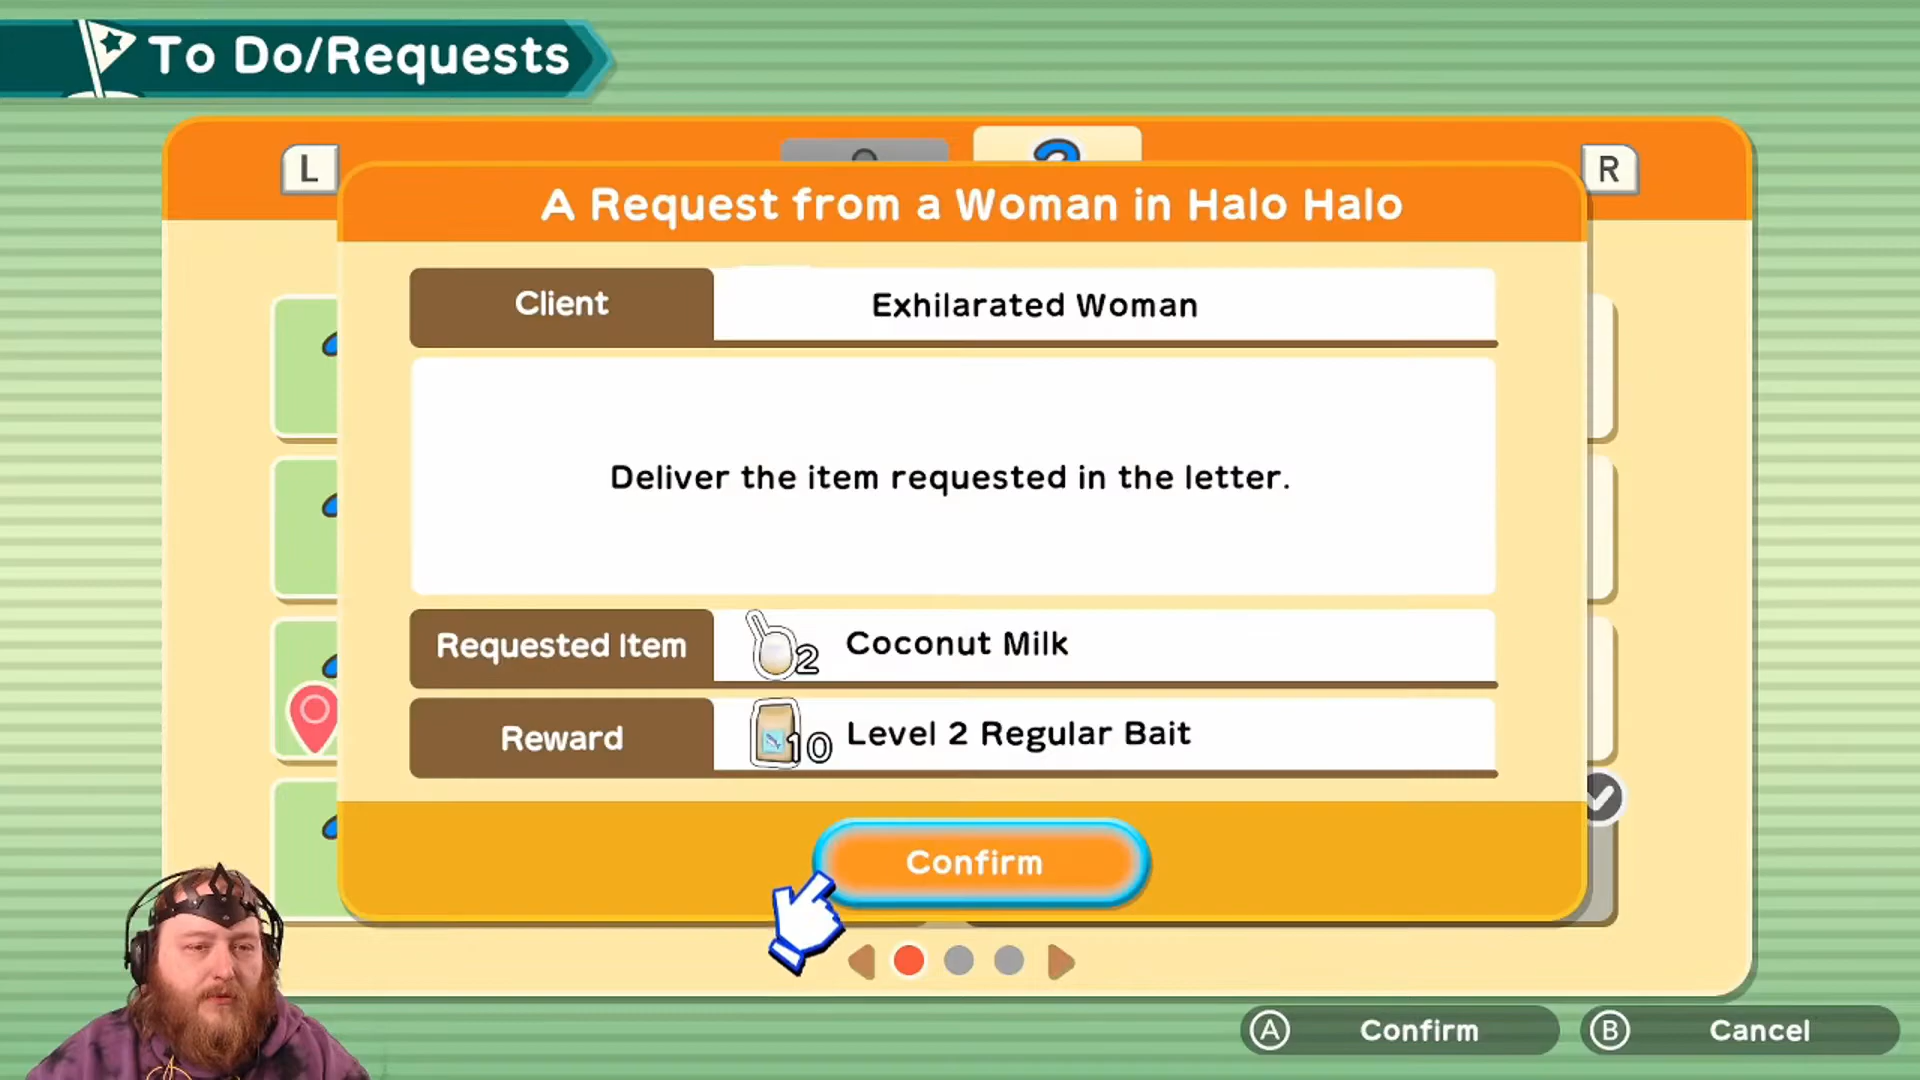 To Do/Requests
L
R
A Request from a Woman in Halo Halo
Client
Exhilarated Woman
Deliver the item requested in the letter.
Requested Item
2
Coconut Milk
Reward
10
Level 2 Regular Bait
Confirm
A
Confirm
B
Cancel